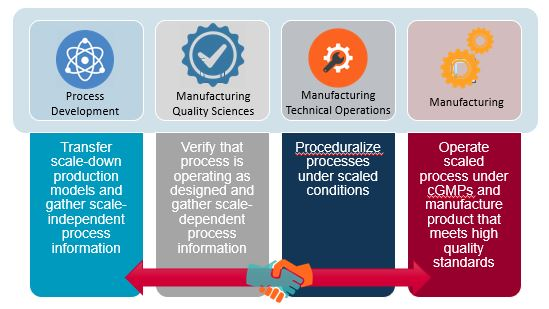 Process
Development
Manufacturing
Quality Sciences
Manufacturing
Technical Operations
Manufacturing
Transfer
scale-down
production
models and
gather scale-
independent
process
information
Verify that
process is
operating as
designed and
gather scale-
dependent
process
information
Proceduralize
processes
under scaled
conditions
Operate
scaled
process under
cGMPs and
manufacture
product that
meets high
quality
standards